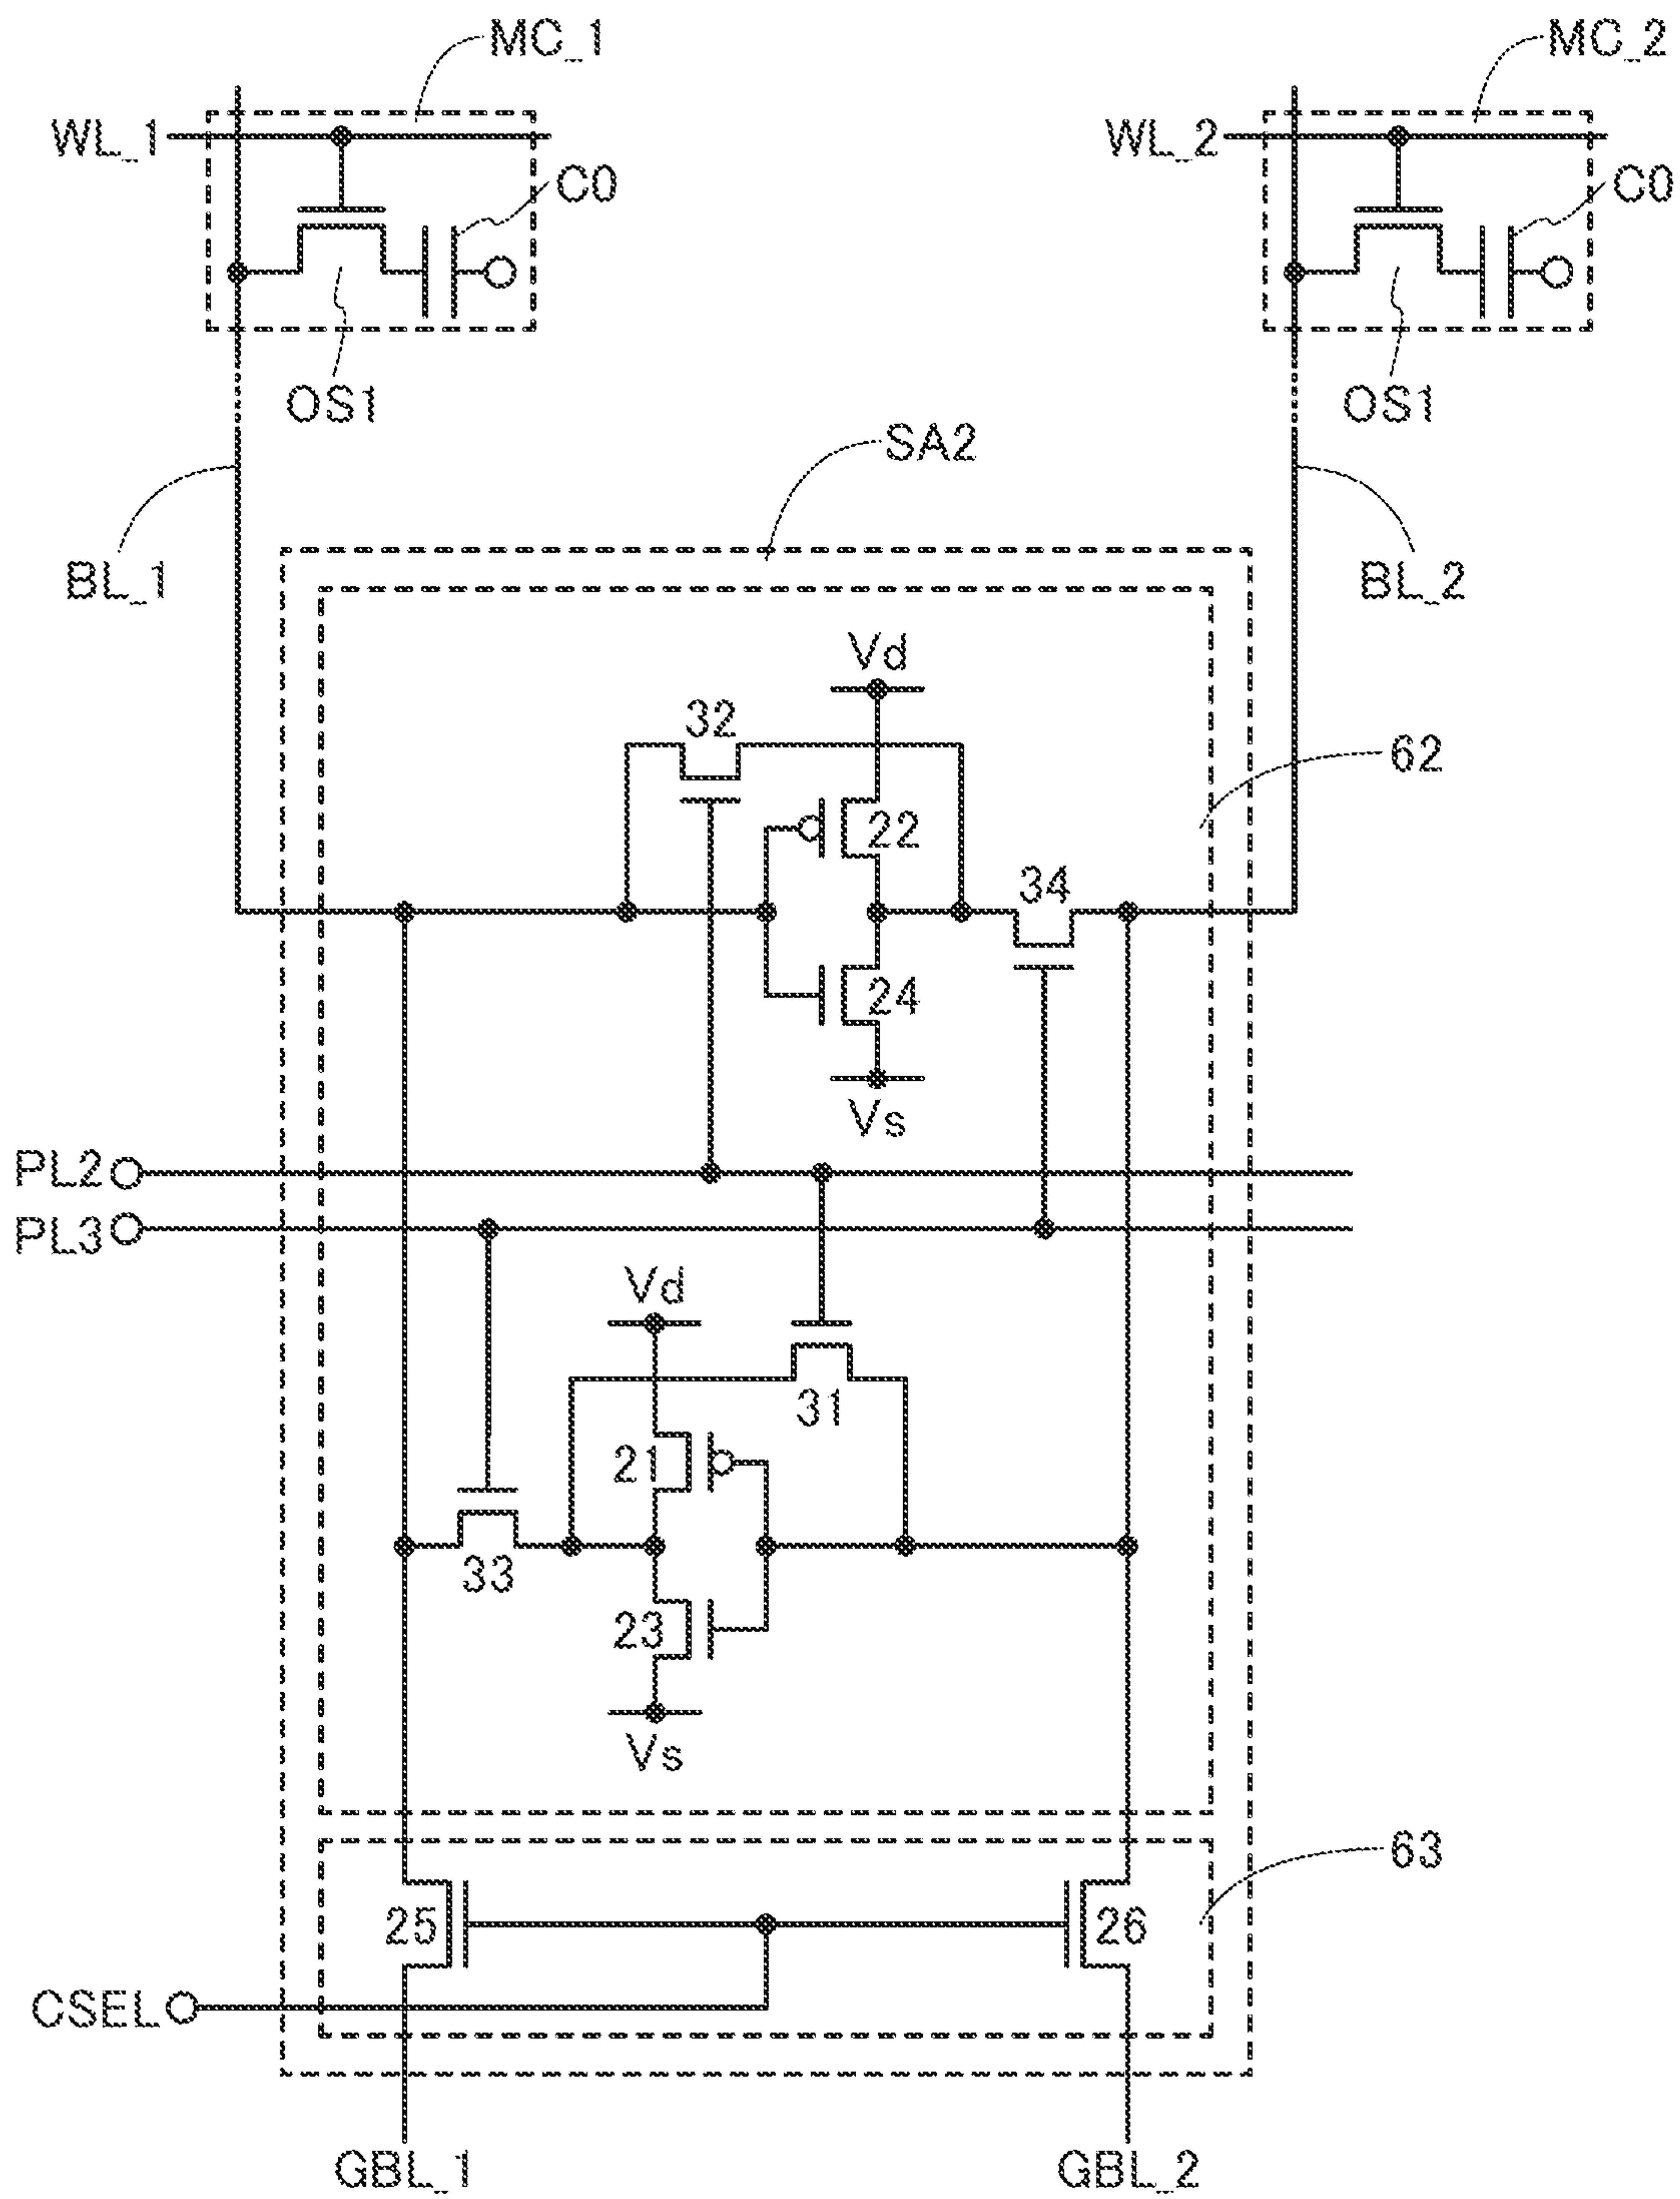 MC_1
MC_2
WL_1
WL_2
C0
C0
OS1
OS1
SA2
BL_1
BL_2
Vd
32
62
22
34
24
Vs
PL2
PL3
Vd
31
21
33
23
Vs
63
25
26
CSEL
GBL_1
GBL_2